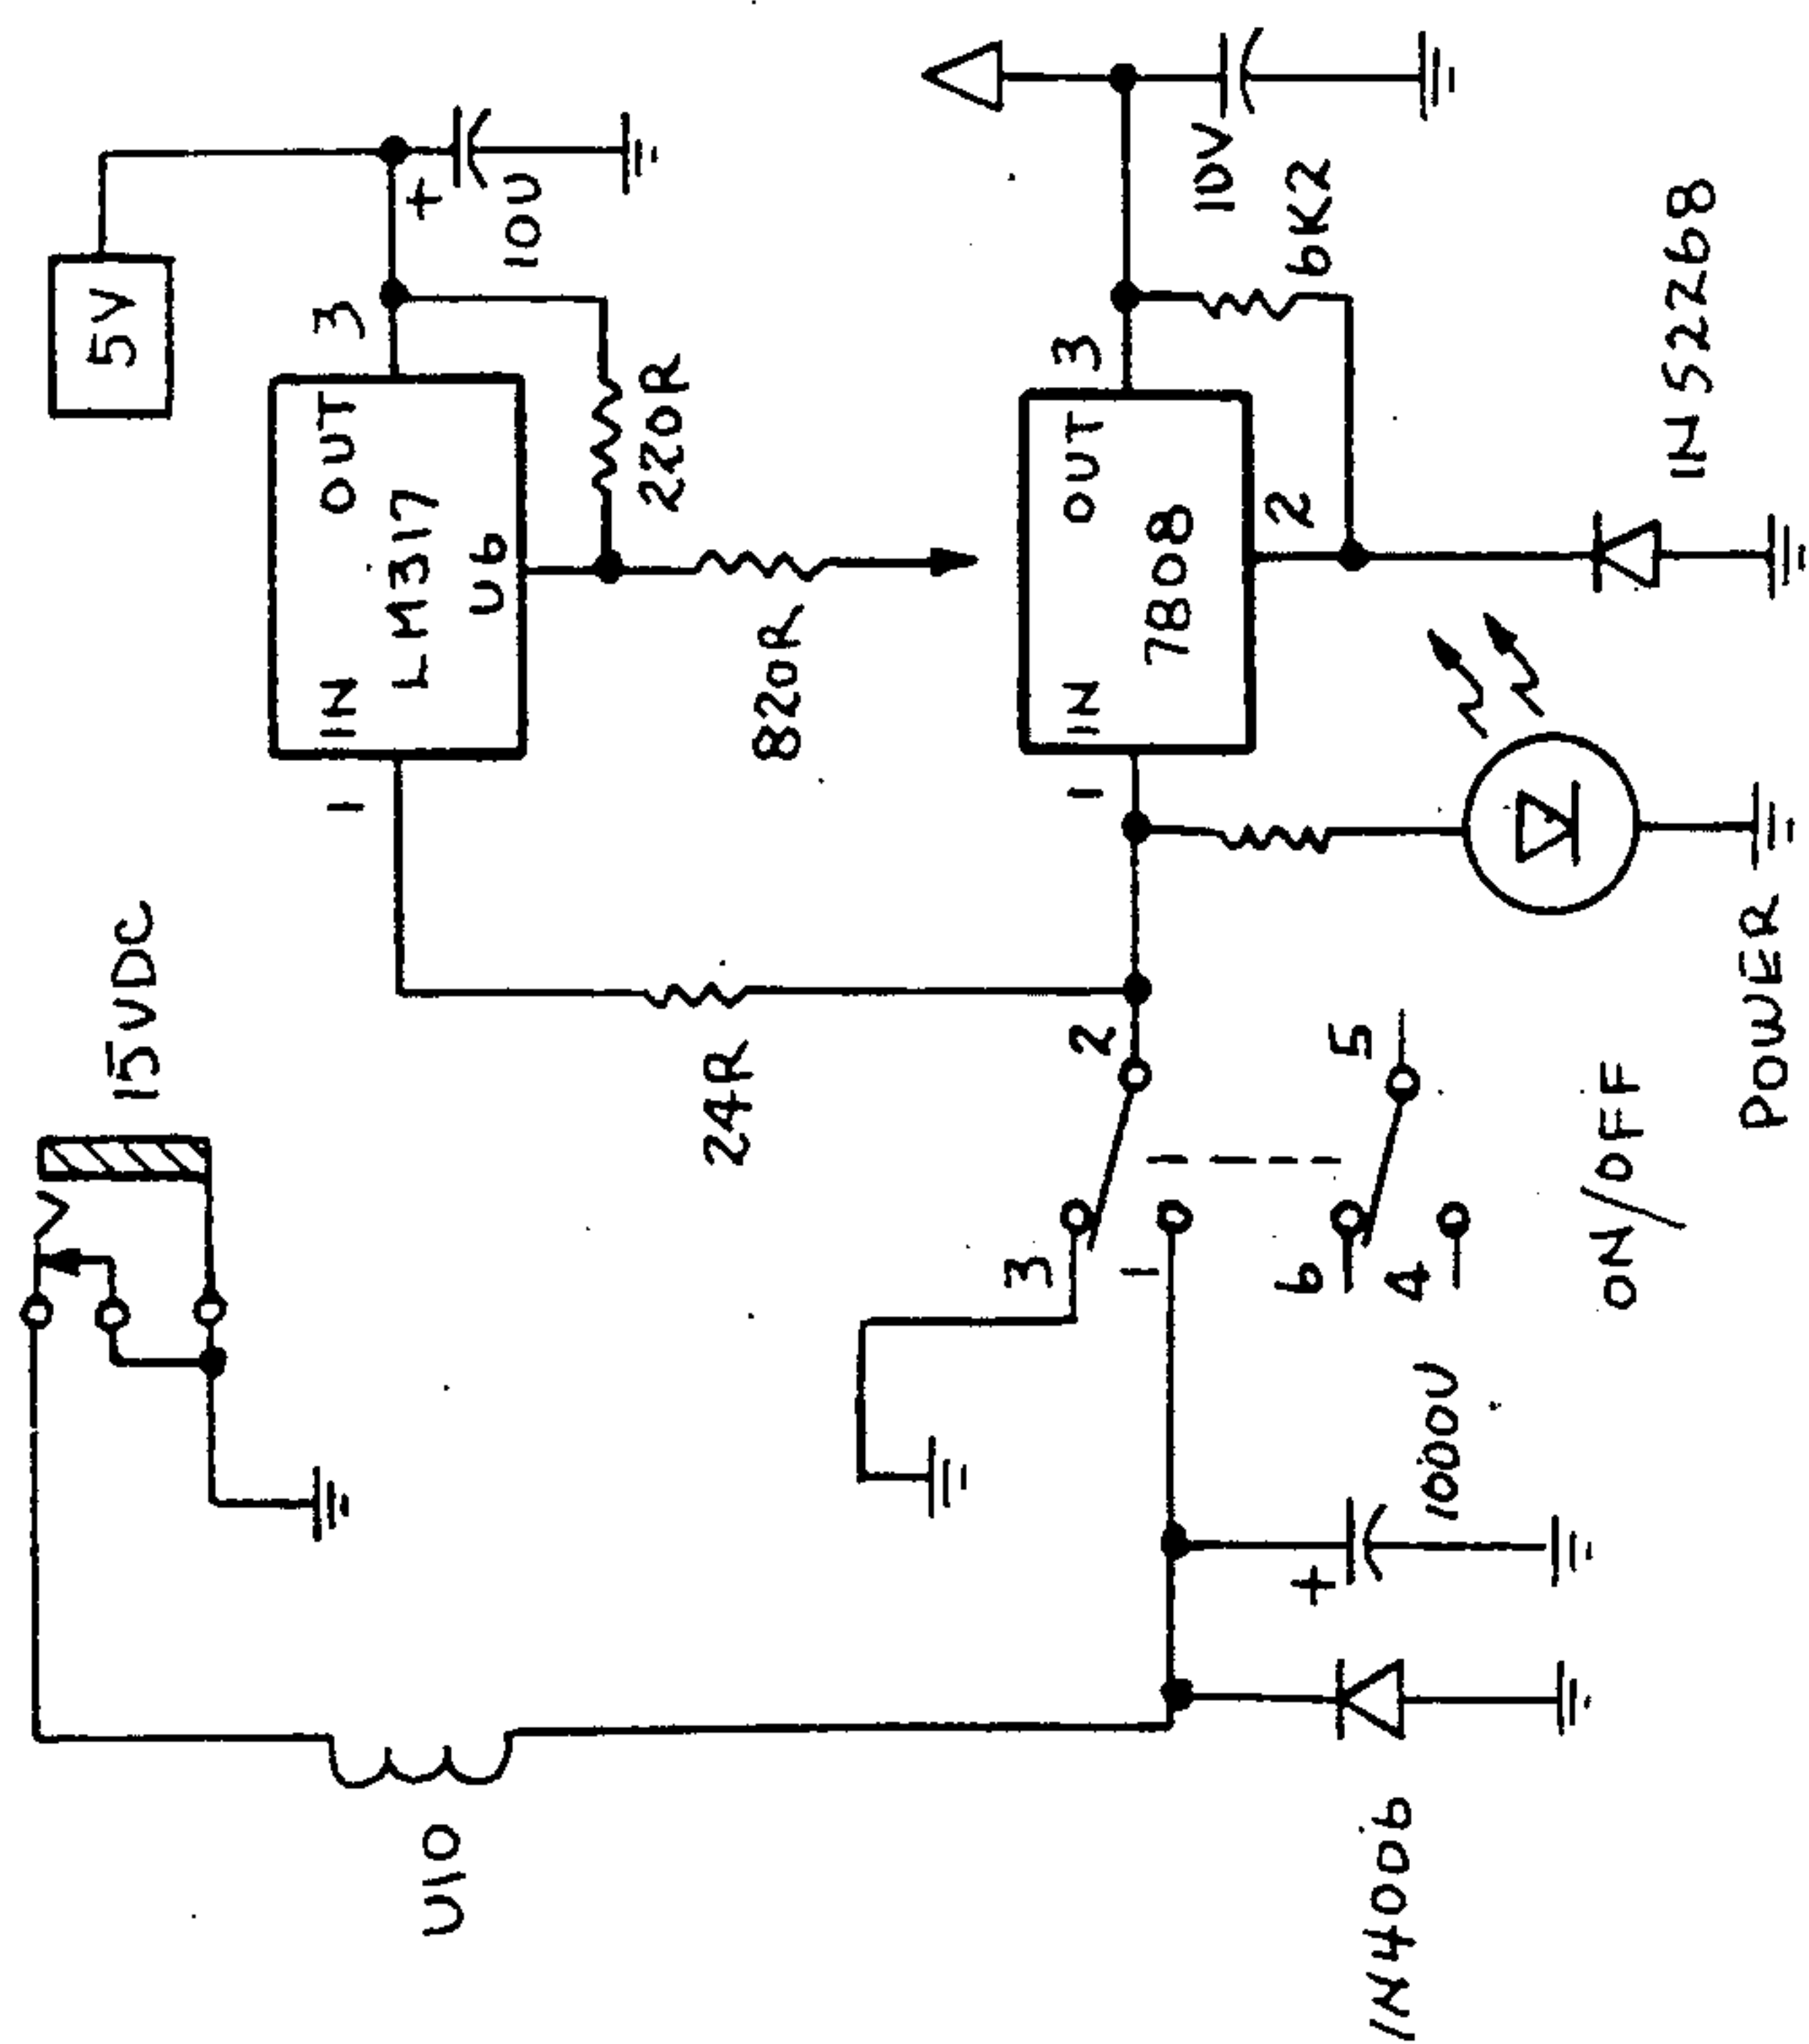 15VDC
5V
1
IN
OUT
3
LM317
U6
U10
+
10U
220R
24R
820R
3
2
1
IN
OUT
3
1
7808
10V
2
6K2
6
5
+
4
1N4006
1000U
ON/OFF
1N5226B
POWER